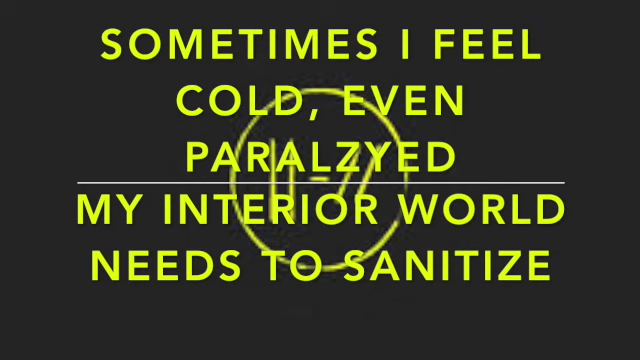 SOMETIMES I FEEL
COLD, EVEN
PARALZYED
MY INTERIOR WORLD
NEEDS TO SANITIZE